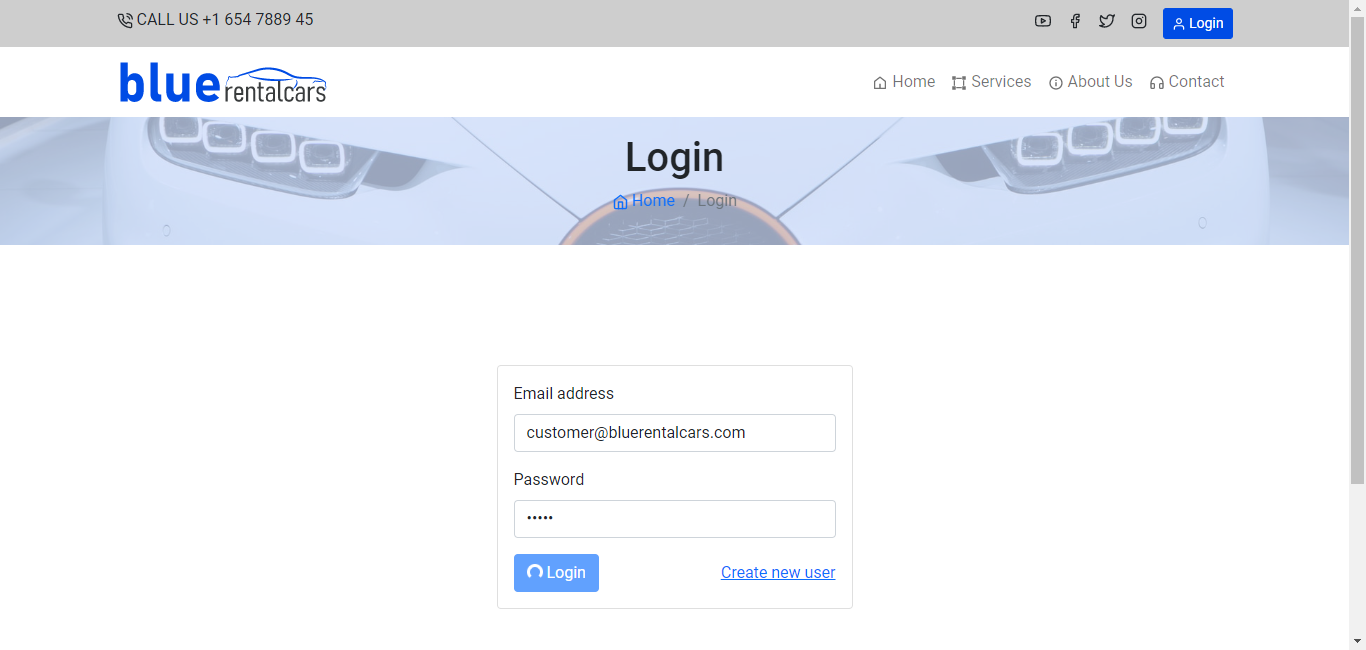 CALL US +1 654 7889 45
Login
blue rentalcars
Home Services About Us Contact
Login
Home / Login
Email address
customer@bluerentalcars.com
Password
•••••
Login Create new user